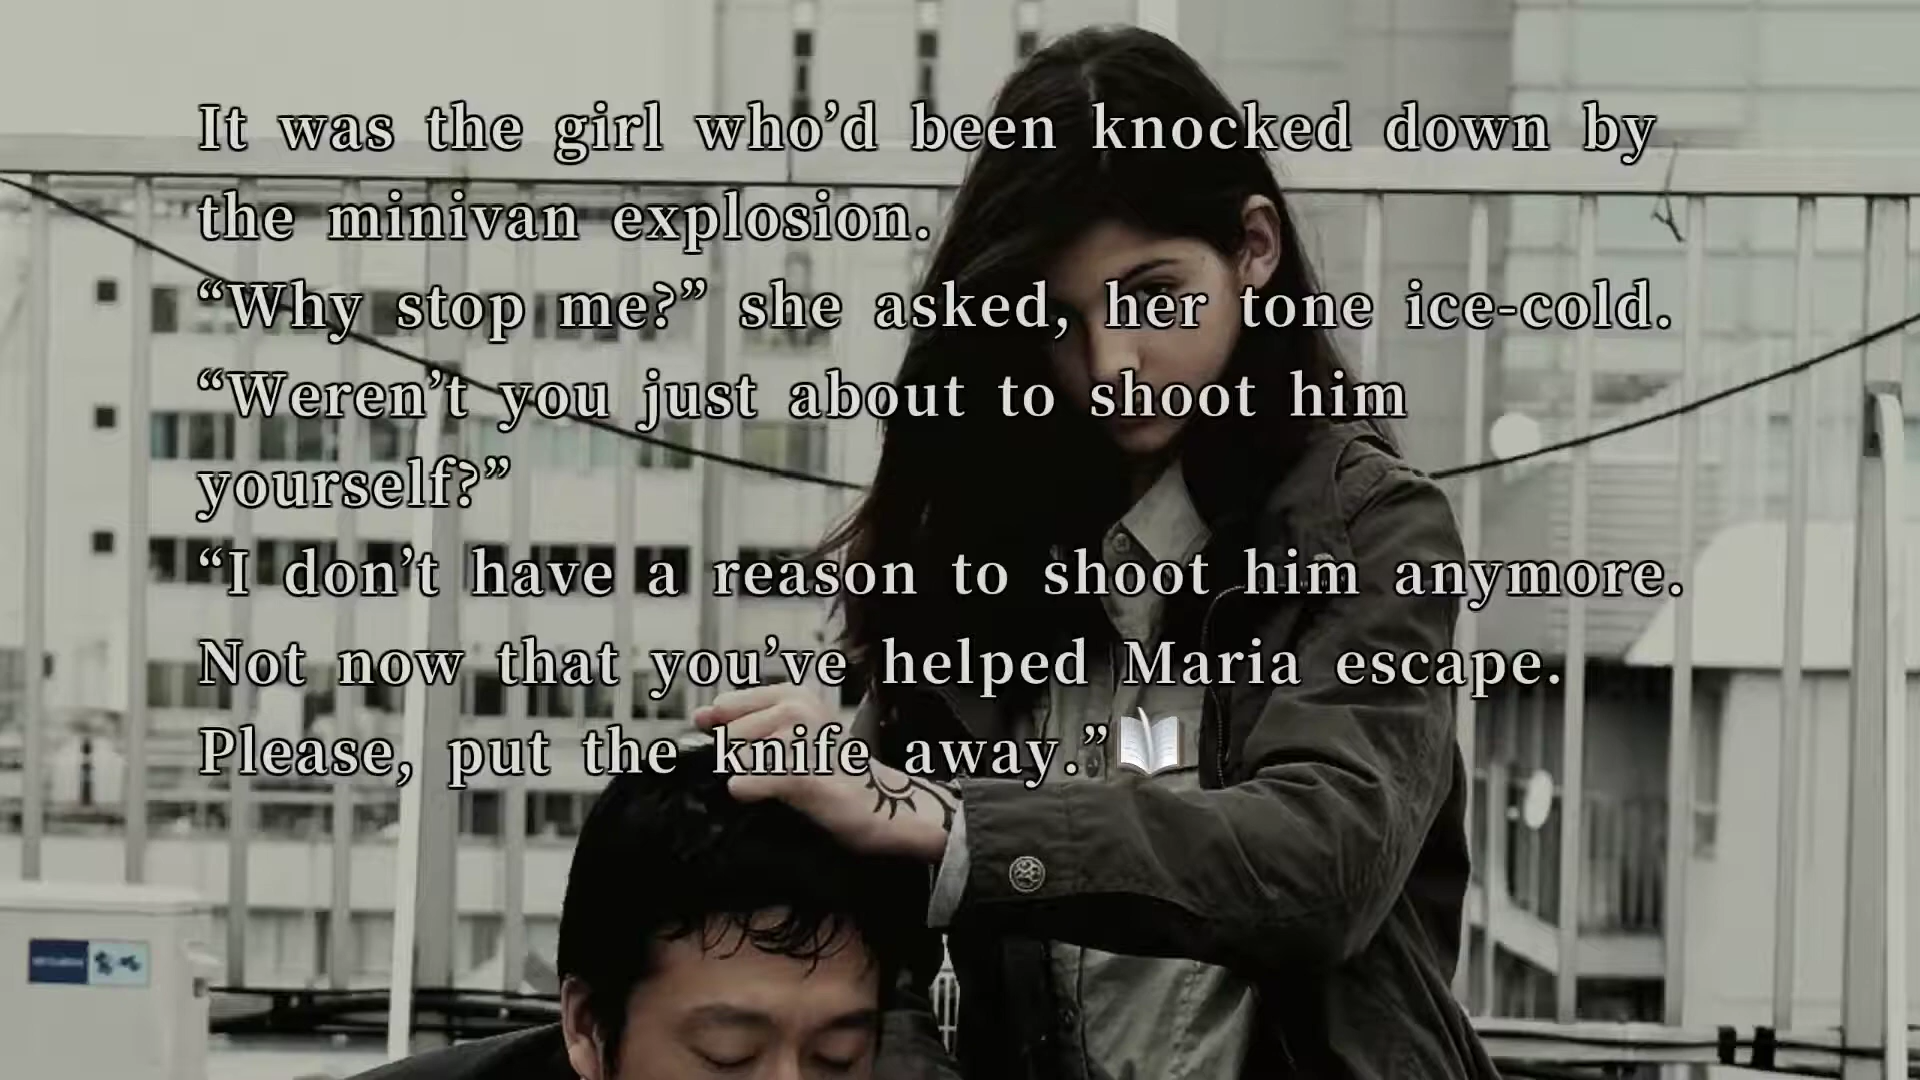 It was the girl who’d been knocked down by
the minivan explosion.
“Why stop me?” she asked, her tone ice-cold.
“Weren’t you just about to shoot him
yourself?”
“I don’t have a reason to shoot him anymore.
Not now that you’ve helped Maria escape.
Please, put the knife away.”